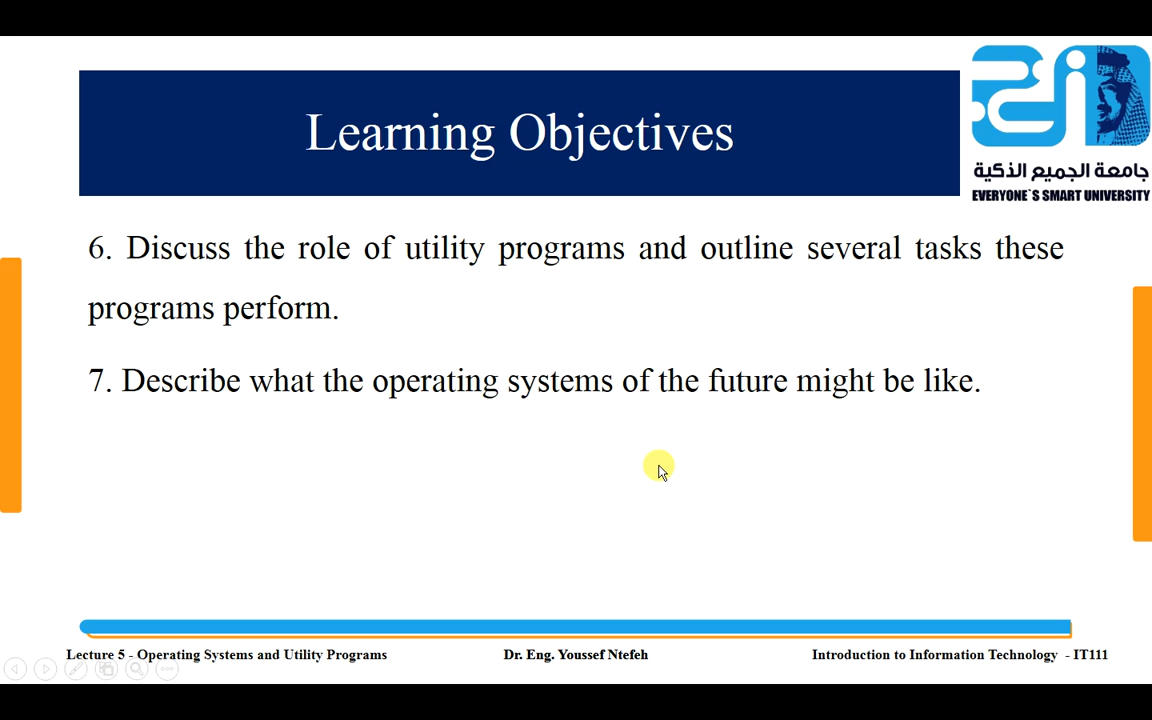 Learning Objectives
جامعة الجميع الذكية
EVERYONE`S SMART UNIVERSITY
6. Discuss the role of utility programs and outline several tasks these
programs perform.
7. Describe what the operating systems of the future might be like.
Lecture 5 - Operating Systems and Utility Programs
Dr. Eng. Youssef Ntefeh
Introduction to Information Technology - IT111